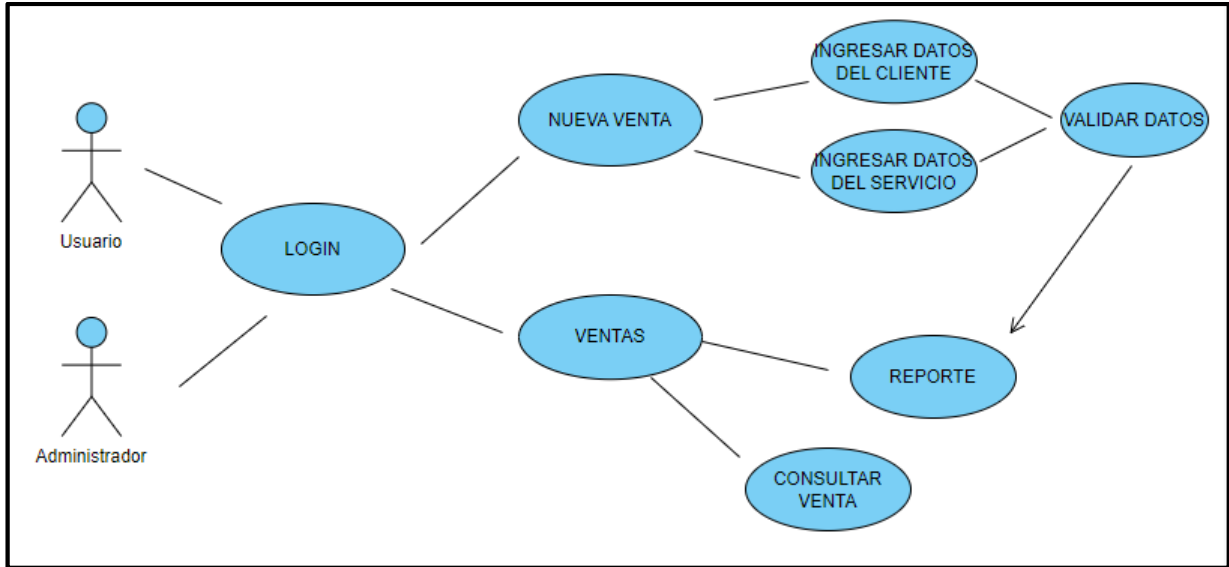 INGRESAR DATOS
DEL CLIENTE
NUEVA VENTA
VALIDAR DATOS
INGRESAR DATOS
DEL SERVICIO
Usuario
LOGIN
VENTAS
REPORTE
Administrador
CONSULTAR
VENTA